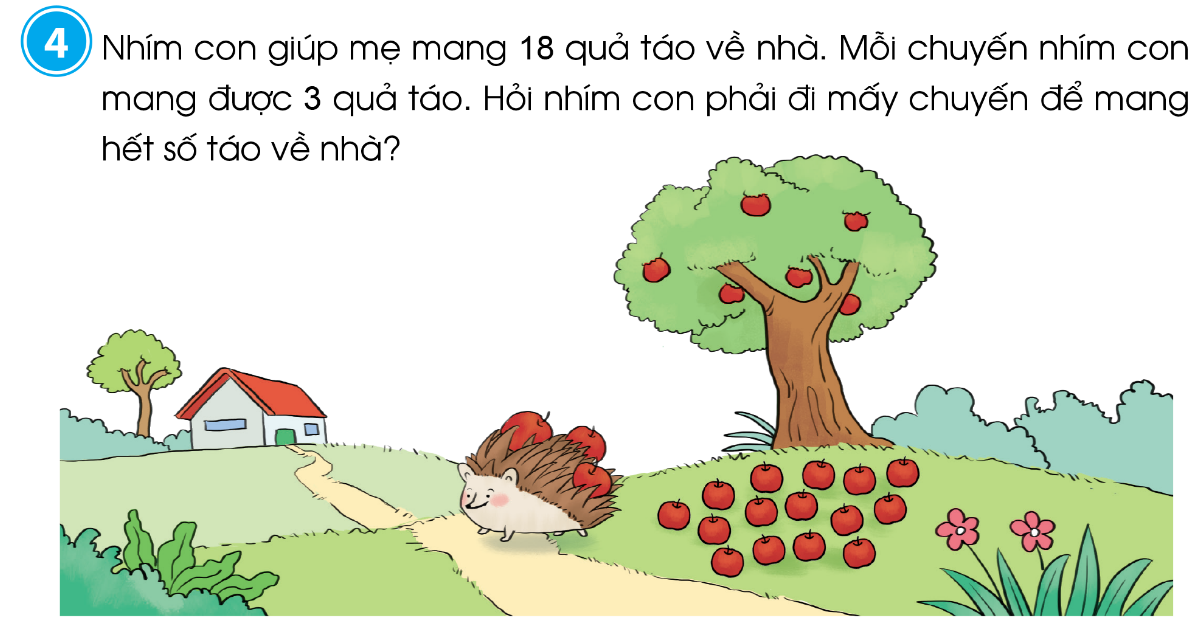 4 Nhím con giúp mẹ mang 18 quả táo về nhà. Mỗi chuyến nhím con
mang được 3 quả táo. Hỏi nhím con phải đi mấy chuyến để mang
hết số táo về nhà?